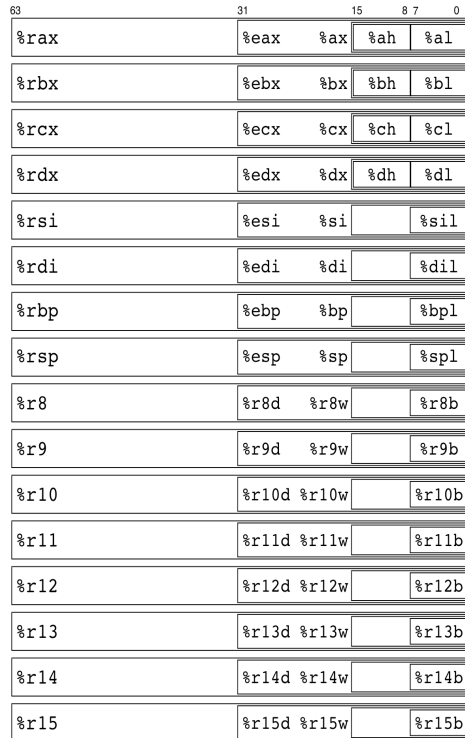 63 31 15 8 7 0
%rax %eax %ax %ah %al
%rbx %ebx %bx %bh %bl
%rcx %ecx %cx %ch %cl
%rdx %edx %dx %dh %dl
%rsi %esi %si %sil
%rdi %edi %di %dil
%rbp %ebp %bp %bpl
%rsp %esp %sp %spl
%r8 %r8d %r8w %r8b
%r9 %r9d %r9w %r9b
%r10 %r10d %r10w %r10b
%r11 %r11d %r11w %r11b
%r12 %r12d %r12w %r12b
%r13 %r13d %r13w %r13b
%r14 %r14d %r14w %r14b
%r15 %r15d %r15w %r15b